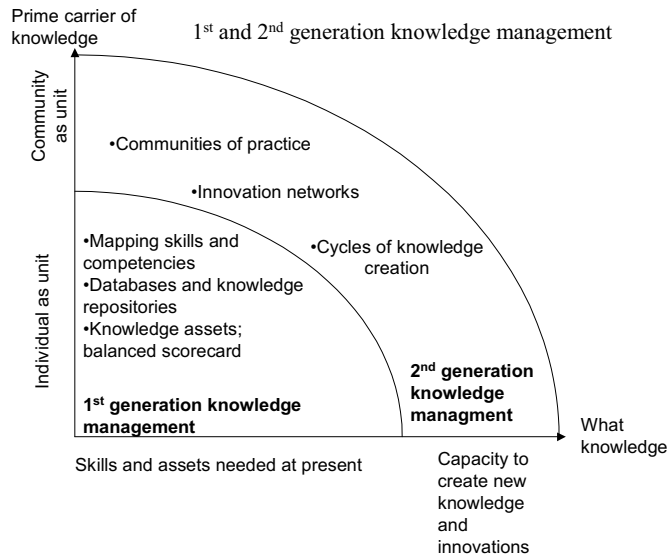 Prime carrier of
knowledge
1st and 2nd generation knowledge management
Community
as unit
•Communities of practice
•Innovation networks
•Cycles of knowledge
creation
Individual as unit
•Mapping skills and
competencies
•Databases and knowledge
repositories
•Knowledge assets;
balanced scorecard
1st generation knowledge
management
2nd generation
knowledge
managment
What
knowledge
Skills and assets needed at present
Capacity to
create new
knowledge
and
innovations